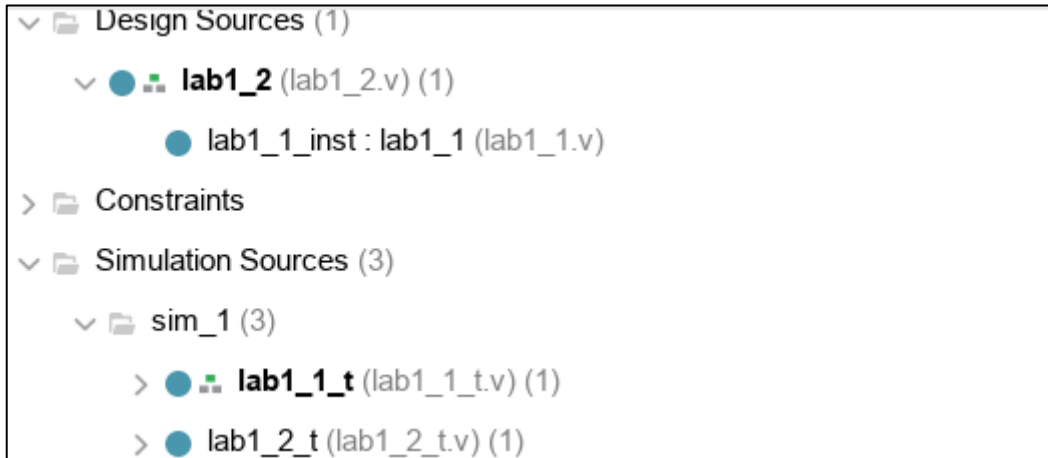 Design Sources (1)
lab1_2 (lab1_2.v) (1)
lab1_1_inst : lab1_1 (lab1_1.v)
Constraints
Simulation Sources (3)
sim_1 (3)
lab1_1_t (lab1_1_t.v) (1)
lab1_2_t (lab1_2_t.v) (1)